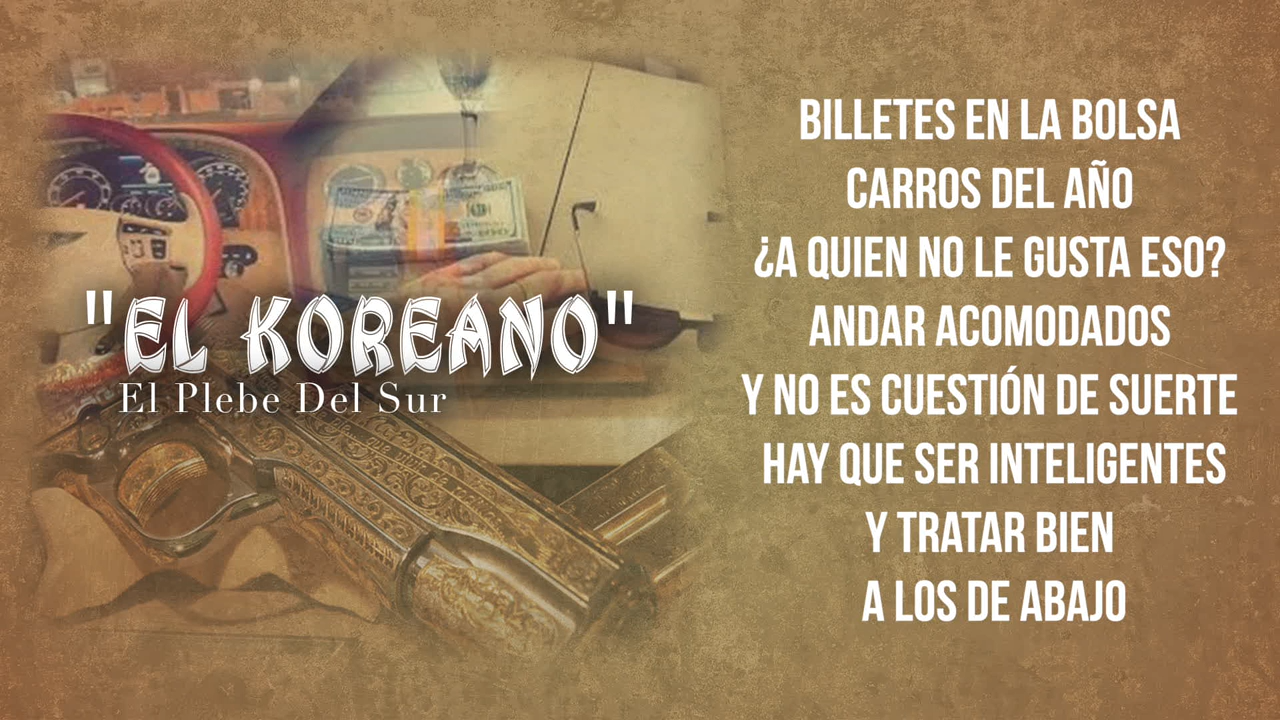 "EL KOREANO"
El Plebe Del Sur
BILLETES EN LA BOLSA
CARROS DEL AÑO
¿A QUIEN NO LE GUSTA ESO?
ANDAR ACOMODADOS
Y NO ES CUESTIÓN DE SUERTE
HAY QUE SER INTELIGENTES
Y TRATAR BIEN
A LOS DE ABAJO